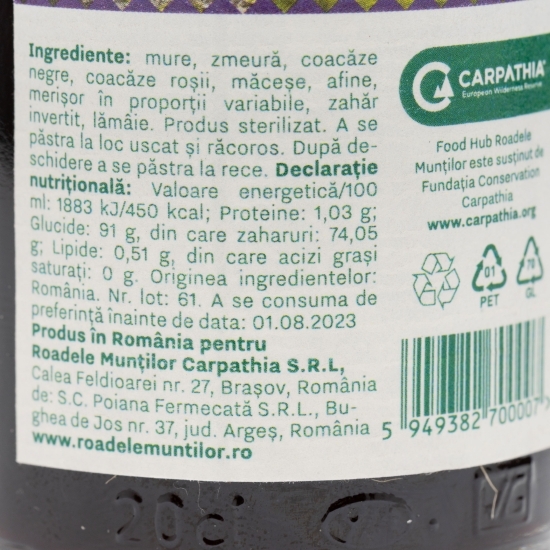 Ingrediente: mure, zmeură, coacăze
negre, coacăze roșii, măceșe, afine,
merișor în proporții variabile, zahăr
invertit, lămâie. Produs sterilizat. A se
păstra la loc uscat și răcoros. După de-
schidere a se păstra la rece. Declarație
nutrițională: Valoare energetică/100
ml: 1883 kJ/450 kcal; Proteine: 1,03 g;
Glucide: 91 g, din care zaharuri: 74,05
g; Lipide: 0,51 g, din care acizi grași
saturați: 0 g. Originea ingredientelor:
România. Nr. lot: 61. A se consuma de
preferință înainte de data: 01.08.2023
Produs în România pentru
Roadele Munților Carpathia S.R.L,
Calea Feldioarei nr. 27, Brașov, România
de: S.C. Poiana Fermecată S.R.L., Bu-
ghea de Jos nr. 37, jud. Argeș, România
www.roadelemuntilor.ro
CARPATHIA
European Wilderness Reserve
Food Hub Roadele
Munților este susținut de
Fundația Conservation
Carpathia
www.carpathia.org
01
PET
70
GL
5 949382 700007
20cl